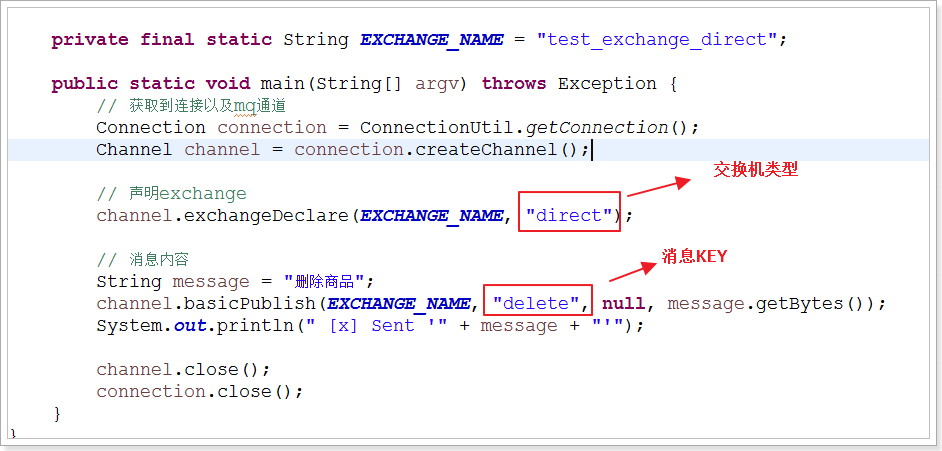 private final static String EXCHANGE_NAME = "test_exchange_direct";
public static void main(String[] argv) throws Exception {
// 获取到连接以及mq通道
Connection connection = ConnectionUtil.getConnection();
Channel channel = connection.createChannel();
交换机类型
// 声明exchange
channel.exchangeDeclare(EXCHANGE_NAME, "direct");
// 消息内容
消息KEY
String message = "删除商品";
channel.basicPublish(EXCHANGE_NAME, "delete", null, message.getBytes());
System.out.println(" [x] Sent '" + message + "'");
channel.close();
connection.close();
}
}